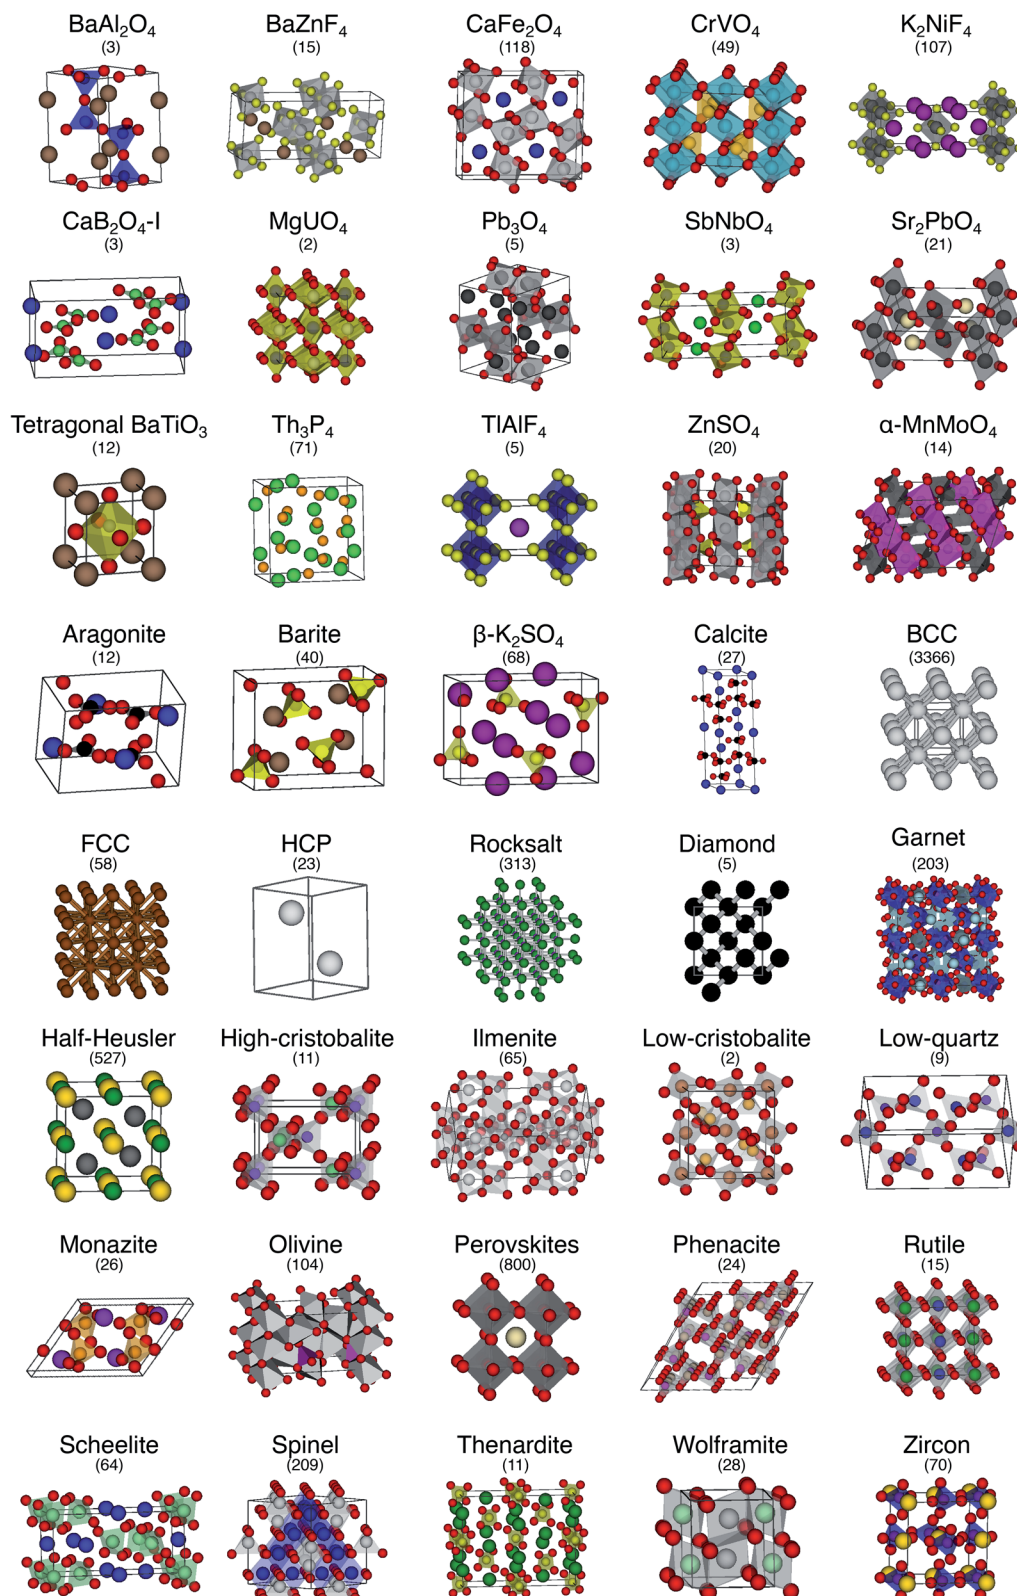 BaAl₂O₄ BaZnF₄ CaFe₂O₄ CrVO₄ K₂NiF₄
(3) (15) (118) (49) (107)
CaB₂O₄-I MgUO₄ Pb₃O₄ SbNbO₄ Sr₂PbO₄
(3) (2) (5) (3) (21)
Tetragonal BaTiO₃ Th₃P₄ TlAlF₄ ZnSO₄ α-MnMoO₄
(12) (71) (5) (20) (14)
Aragonite Barite β-K₂SO₄ Calcite BCC
(12) (40) (68) (27) (3366)
FCC HCP Rocksalt Diamond Garnet
(58) (23) (313) (5) (203)
Half-Heusler High-cristobalite Ilmenite Low-cristobalite Low-quartz
(527) (11) (65) (2) (9)
Monazite Olivine Perovskites Phenacite Rutile
(26) (104) (800) (24) (15)
Scheelite Spinel Thenardite Wolframite Zircon
(64) (209) (11) (28) (70)